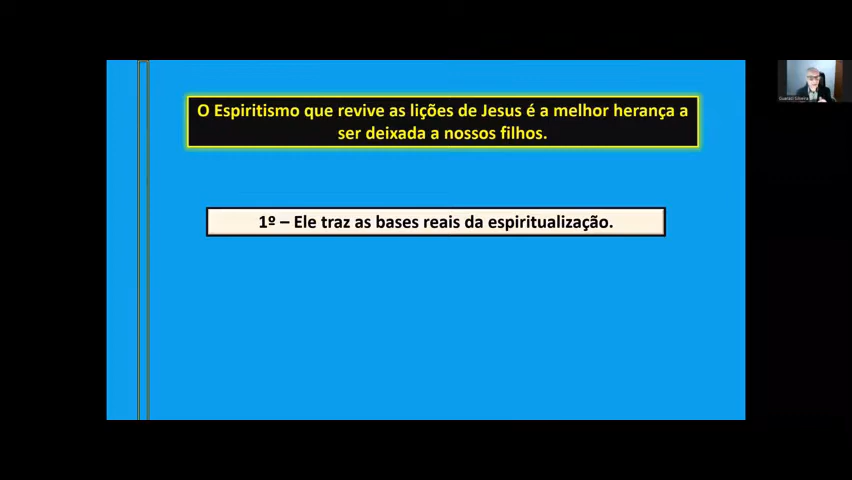 O Espiritismo que revive as lições de Jesus é a melhor herança a
ser deixada a nossos filhos.
1º – Ele traz as bases reais da espiritualização.